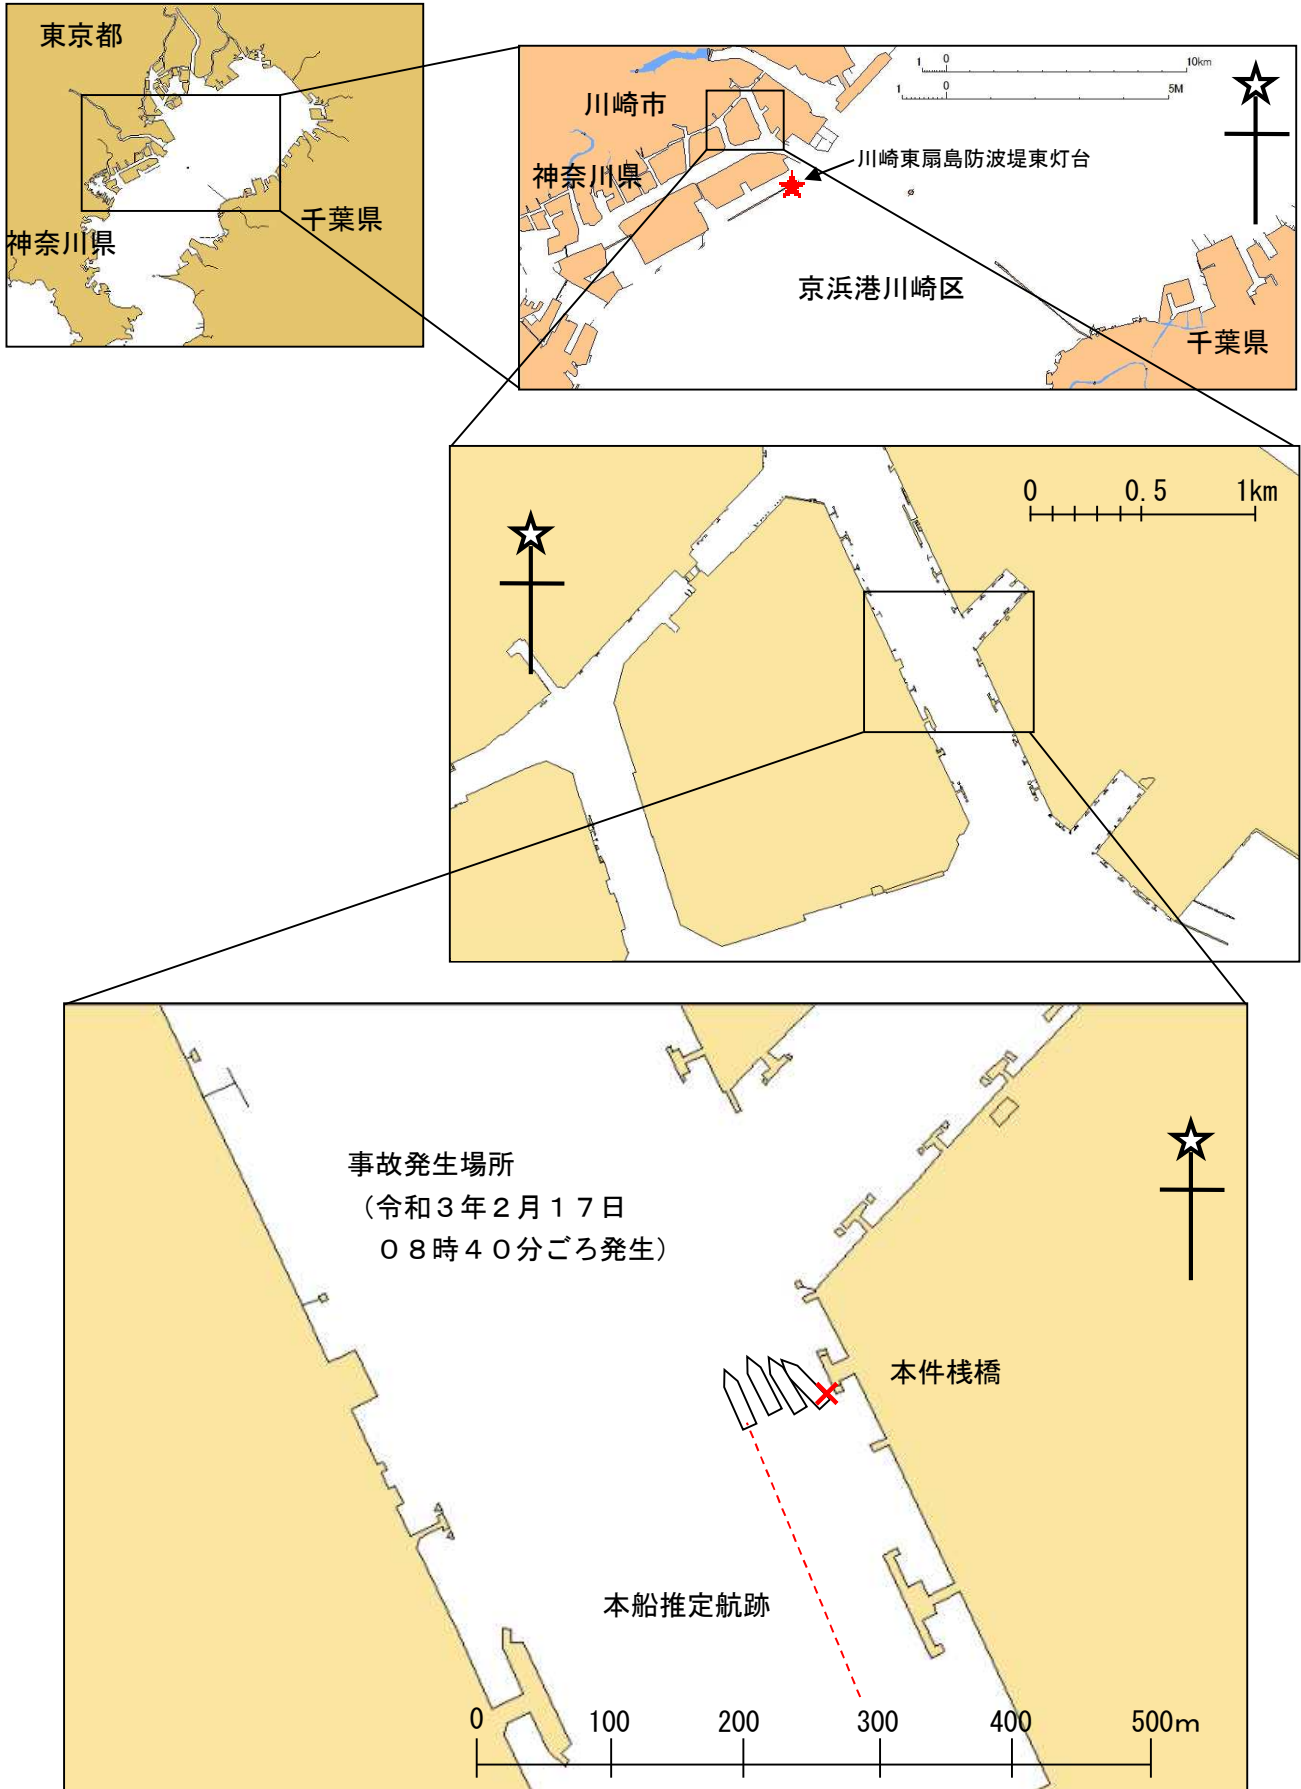 東京都
神奈川県
千葉県
川崎市
神奈川県
1 0 10km
1 0 5M
川崎東扇島防波堤東灯台
京浜港川崎区
千葉県
0 0.5 1km
事故発生場所
（令和３年２月１７日
０８時４０分ごろ発生）
本件桟橋
本船推定航跡
0 100 200 300 400 500m